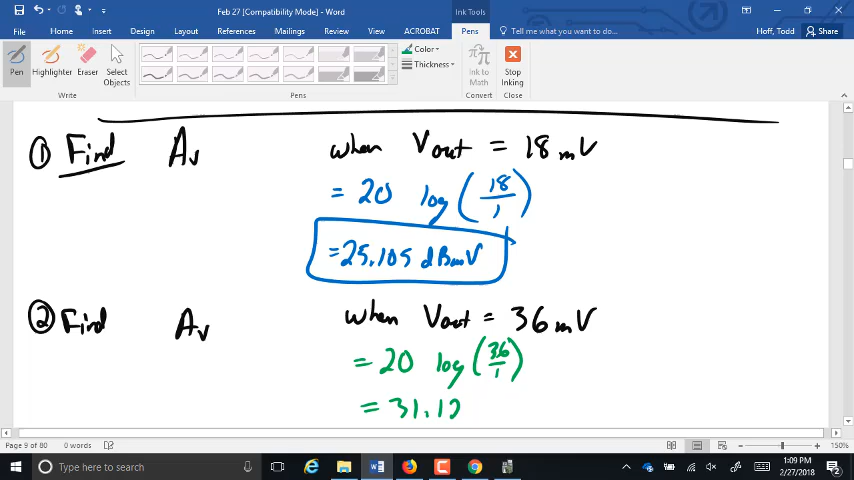 Feb 27 [Compatibility Mode] - Word
Ink Tools
File Home Insert Design Layout References Mailings Review View ACROBAT Pens Tell me what you want to do... Hoff, Todd Share
Pen Highlighter Eraser Select Objects
Color
Thickness
Ink to Math
Stop Inking
Write Pens Convert Close
① Find Av when Vout = 18mV
= 20 log (18/1)
= 25.105 dBmV
② Find Av when Vout = 36mV
= 20 log (36/1)
= 31.12
Page 9 of 80 0 words 150%
Type here to search
1:09 PM
2/27/2018
2